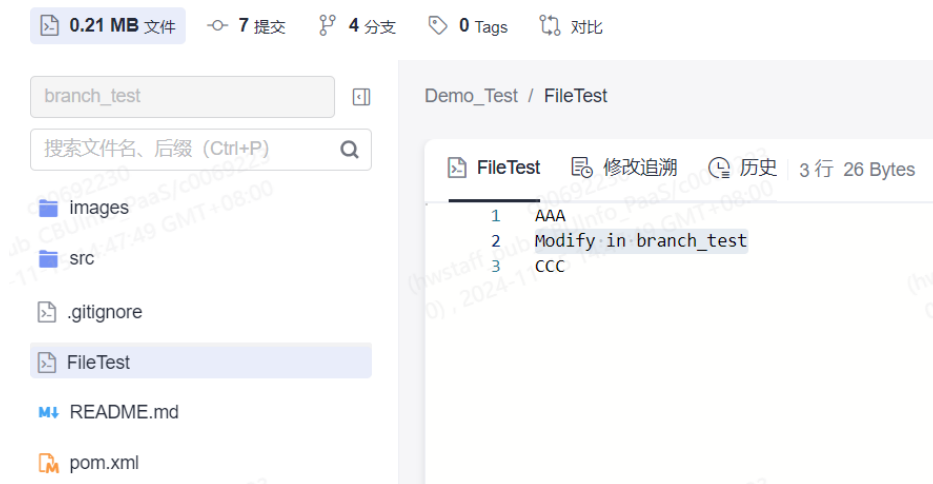 0.21 MB 文件 7 提交 4 分支 0 Tags 对比
branch_test
Demo_Test / FileTest
搜索文件名、后缀（Ctrl+P）
FileTest 修改追溯 历史 3 行 26 Bytes
images
src
.gitignore
FileTest
README.md
pom.xml
1 AAA
2 Modify in branch_test
3 CCC